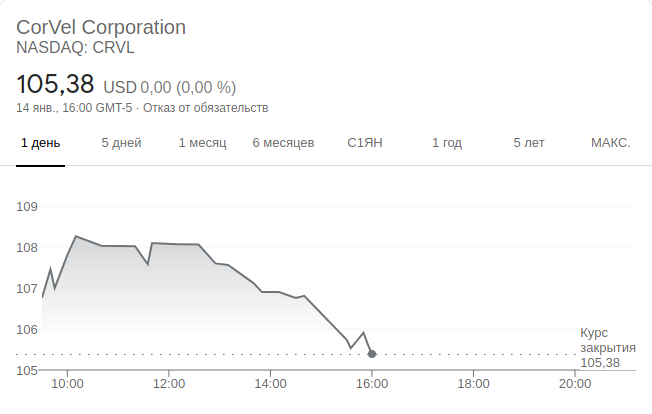 CorVel Corporation
NASDAQ: CRVL
105,38 USD 0,00 (0,00 %)
14 янв., 16:00 GMT-5 · Отказ от обязательств
1 день 5 дней 1 месяц 6 месяцев С1ЯН 1 год 5 лет МАКС.
109
108
107
106
105
Курс
закрытия
105,38
10:00 12:00 14:00 16:00 18:00 20:00